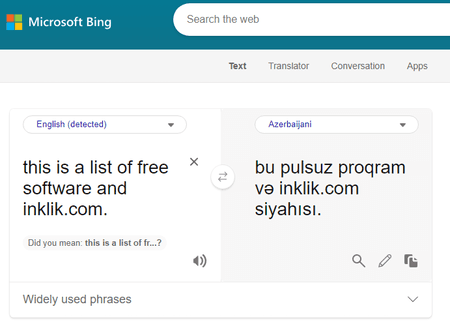 Microsoft Bing
Search the web
Text Translator Conversation Apps
English (detected)
Azerbaijani
this is a list of free
software and
inklik.com.
Did you mean: this is a list of fr...?
bu pulsuz proqram
və inklik.com
siyahısı.
Widely used phrases